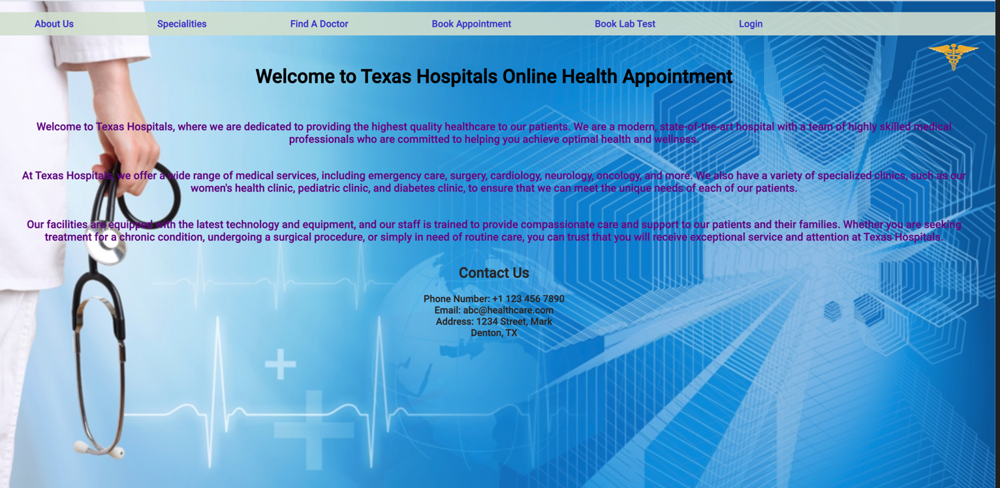 About Us Specialities Find A Doctor Book Appointment Book Lab Test Login
Welcome to Texas Hospitals Online Health Appointment
Welcome to Texas Hospitals, where we are dedicated to providing the highest quality healthcare to our patients. We are a modern, state-of-the-art hospital with a team of highly skilled medical
professionals who are committed to helping you achieve optimal health and wellness.
At Texas Hospitals, we offer a wide range of medical services, including emergency care, surgery, cardiology, neurology, oncology, and more. We also have a variety of specialized clinics, such as our
women's health clinic, pediatric clinic, and diabetes clinic, to ensure that we can meet the unique needs of each of our patients.
Our facilities are equipped with the latest technology and equipment, and our staff is trained to provide compassionate care and support to our patients and their families. Whether you are seeking
treatment for a chronic condition, undergoing a surgical procedure, or simply in need of routine care, you can trust that you will receive exceptional service and attention at Texas Hospitals.
Contact Us
Phone Number: +1 123 456 7890
Email: abc@healthcare.com
Address: 1234 Street, Mark
Denton, TX